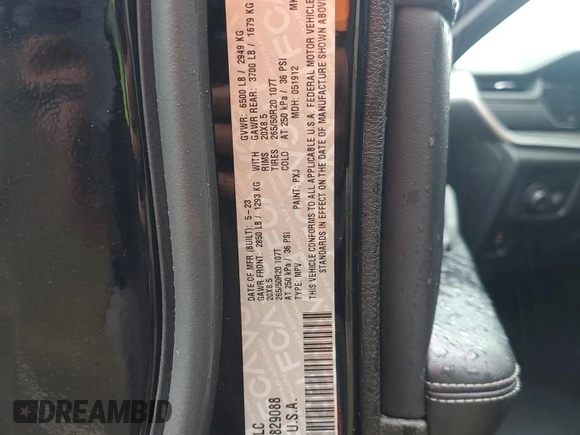 LC
829088
U.S.A.
DATE OF MFR (BUILT): 5-23 GVWR: 6500 LB / 2949 KG
GAWR FRONT: 2850 LB / 1293 KG WITH GAWR REAR: 3700 LB / 1679 KG
20X8.5 RIMS 20X8.5
265/50R20 107T TIRES 265/50R20 107T
AT 250 kPa / 36 PSI COLD AT 250 kPa / 36 PSI
TYPE: MPV PAINT: PXJ MDH: 051912
THIS VEHICLE CONFORMS TO ALL APPLICABLE U.S.A. FEDERAL MOTOR VEHICLE
STANDARDS IN EFFECT ON THE DATE OF MANUFACTURE SHOWN ABOVE
DREAMBID